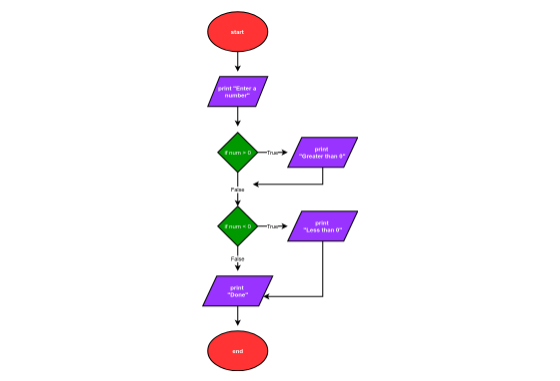 start
print "Enter a
number"
if num > 0
True
print
"Greater than 0"
False
if num < 0
True
print
"Less than 0"
False
print
"Done"
end